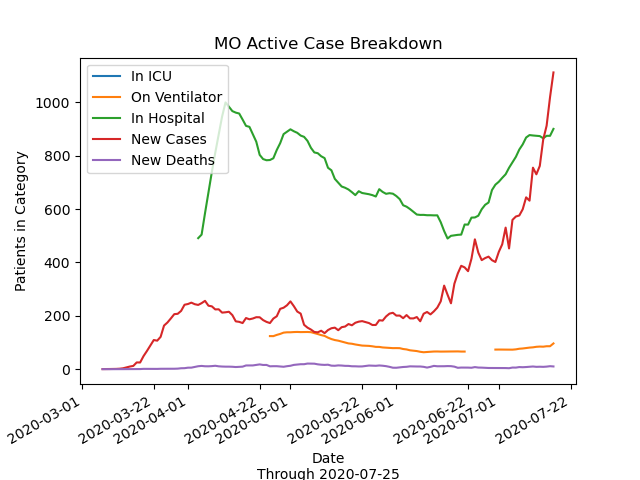 MO Active Case Breakdown
In ICU
On Ventilator
In Hospital
New Cases
New Deaths
Patients in Category
1000
800
600
400
200
0
2020-03-01
2020-03-22
2020-04-01
2020-04-22
2020-05-01
2020-05-22
2020-06-01
2020-06-22
2020-07-01
2020-07-22
Date
Through 2020-07-25